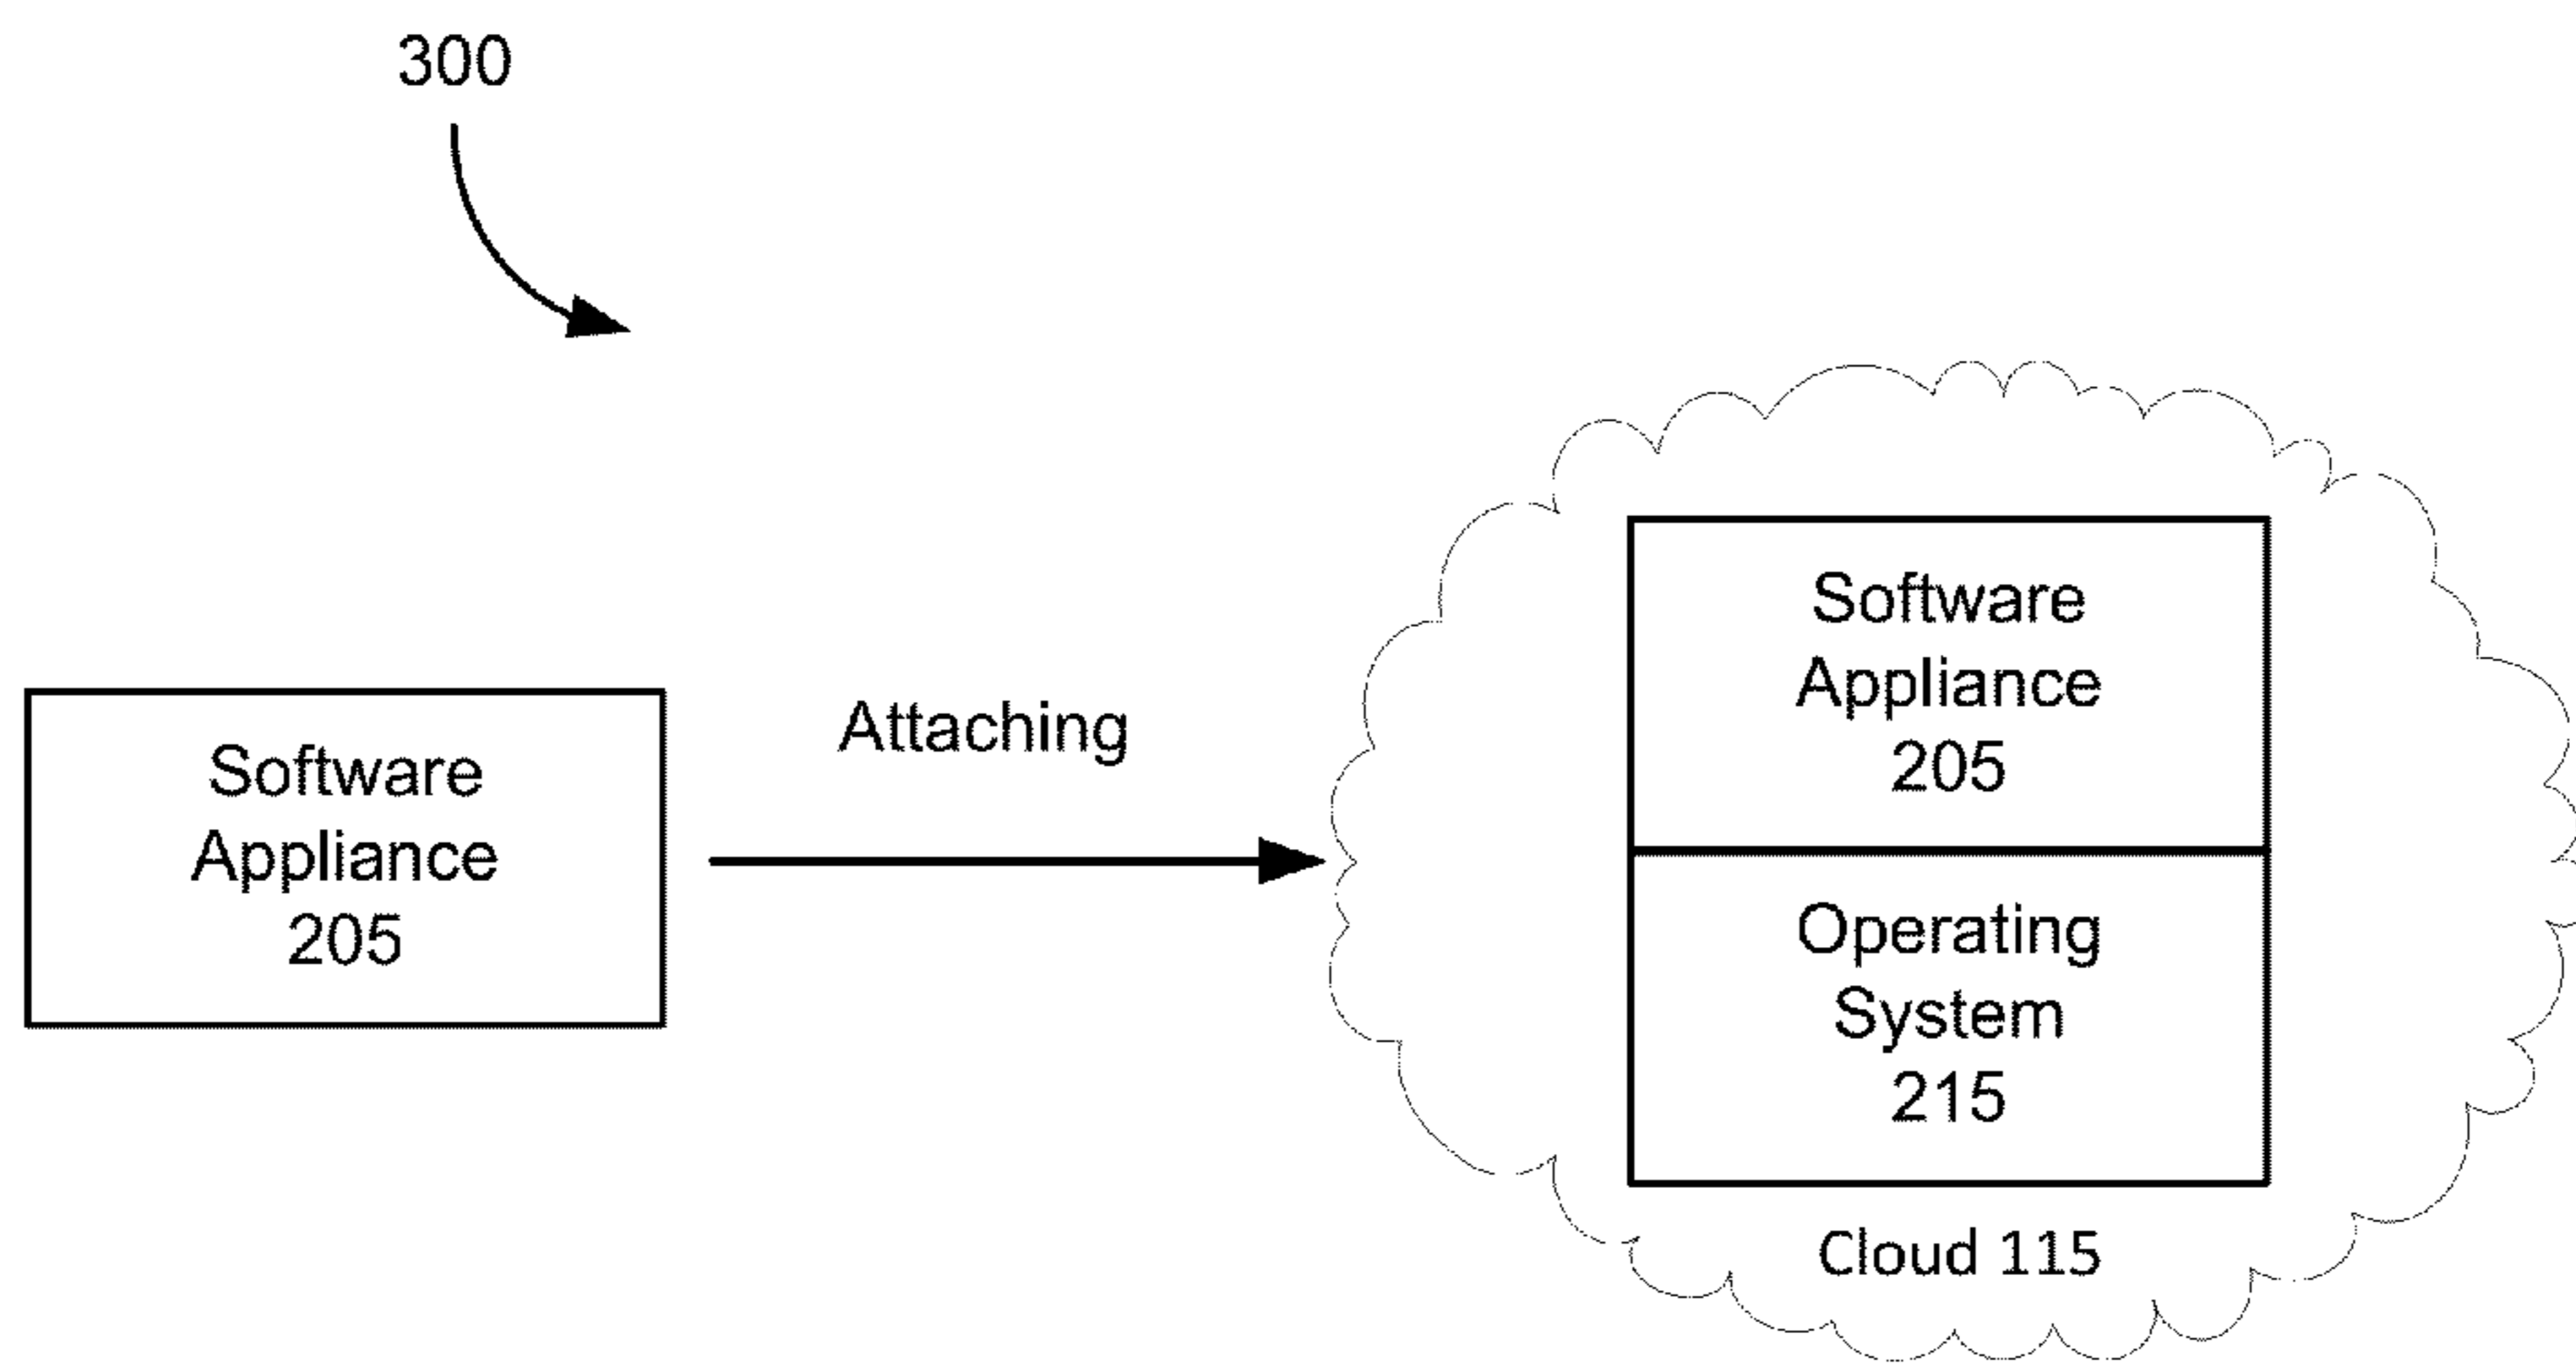 300
Software
Appliance
205
Attaching
Software
Appliance
205
Operating
System
215
Cloud 115